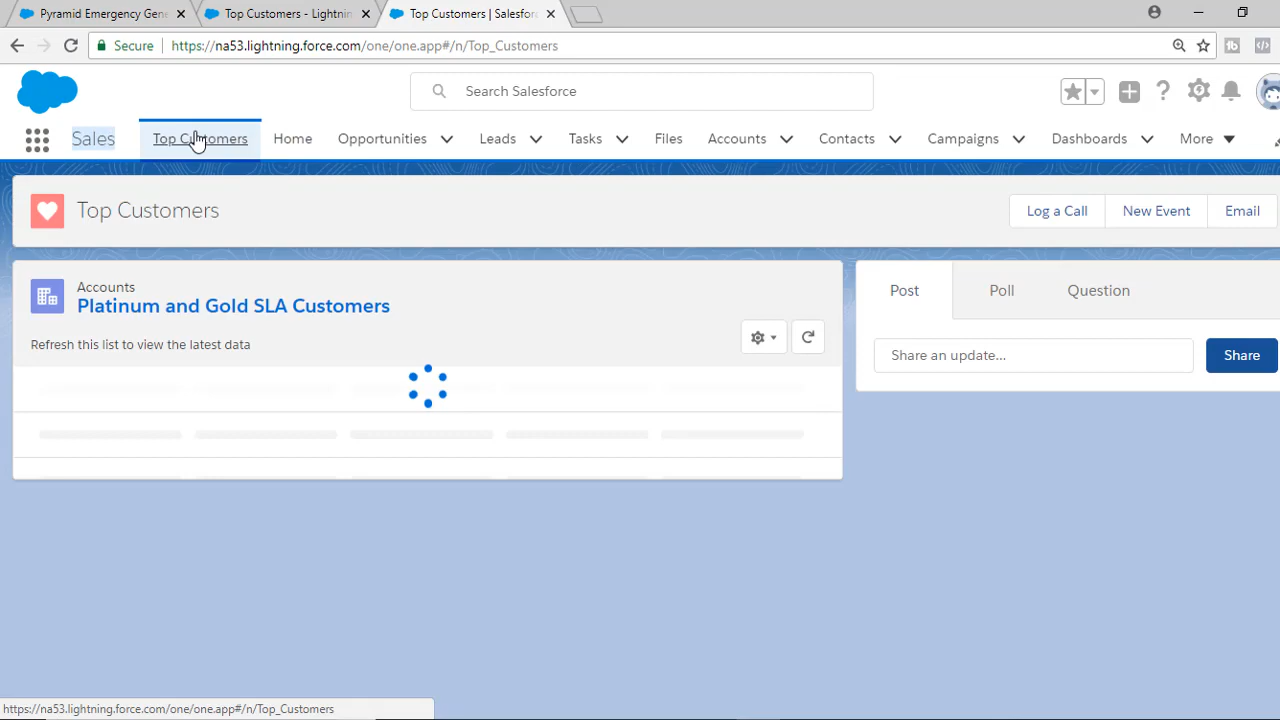 Pyramid Emergency Gene
Top Customers - Lightnin
Top Customers | Salesfor
Secure
https://na53.lightning.force.com/one/one.app#/n/Top_Customers
Search Salesforce
Sales
Top Customers
Home
Opportunities
Leads
Tasks
Files
Accounts
Contacts
Campaigns
Dashboards
More
Top Customers
Log a Call
New Event
Email
Accounts
Platinum and Gold SLA Customers
Refresh this list to view the latest data
Post
Poll
Question
Share an update...
Share
https://na53.lightning.force.com/one/one.app#/n/Top_Customers